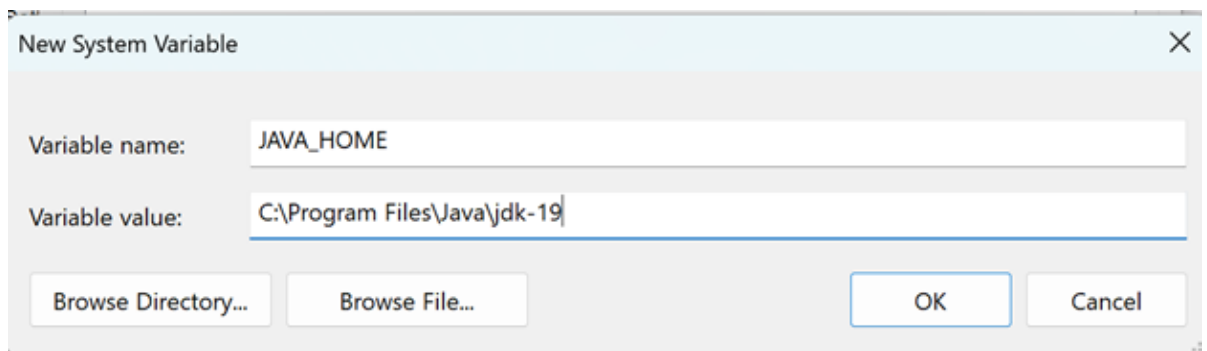 New System Variable
Variable name: JAVA_HOME
Variable value: C:\Program Files\Java\jdk-19
Browse Directory... Browse File... OK Cancel